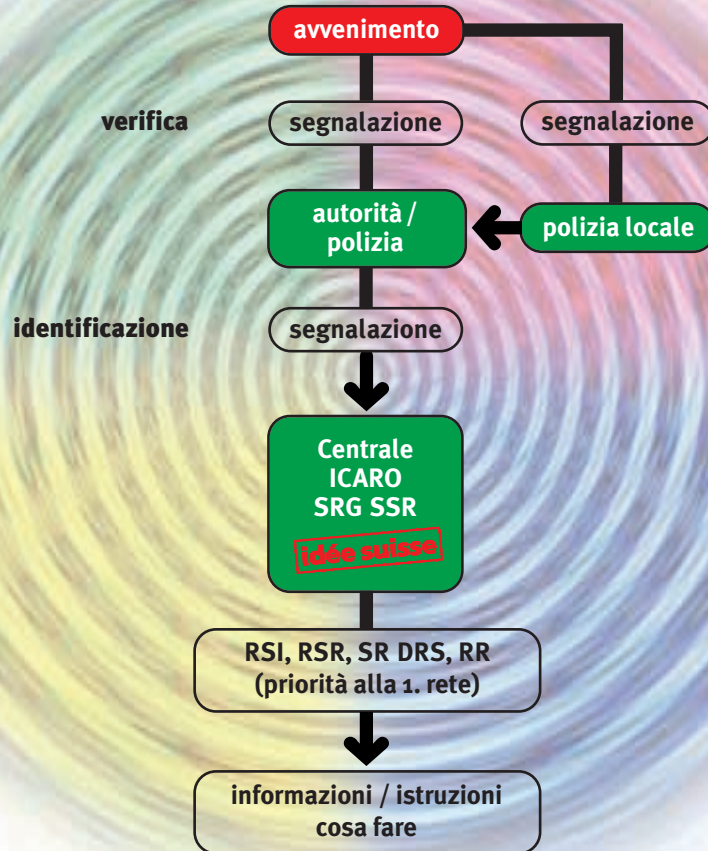 avvenimento
verifica
segnalazione
segnalazione
autorità /
polizia
polizia locale
identificazione
segnalazione
Centrale
ICARO
SRG SSR
idée suisse
RSI, RSR, SR DRS, RR
(priorità alla 1. rete)
informazioni / istruzioni
cosa fare